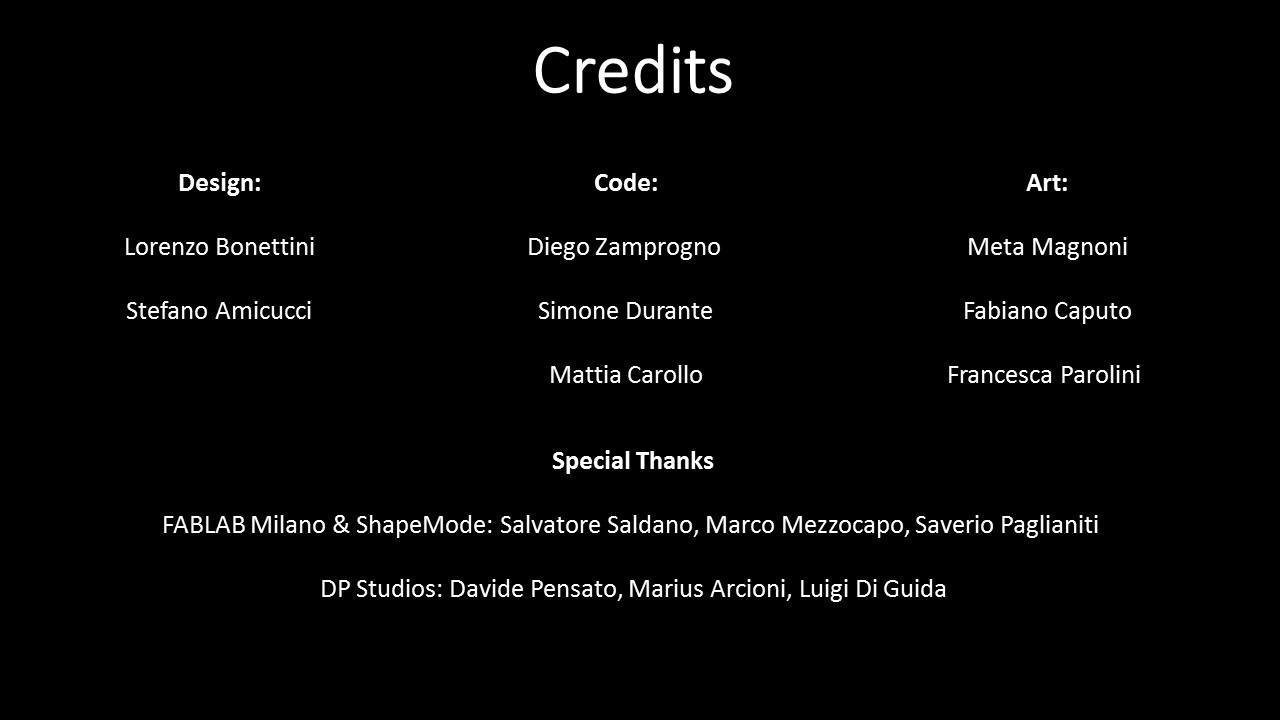 Credits
Design:
Lorenzo Bonettini
Stefano Amicucci
Code:
Diego Zamprogno
Simone Durante
Mattia Carollo
Art:
Meta Magnoni
Fabiano Caputo
Francesca Parolini
Special Thanks
FABLAB Milano & ShapeMode: Salvatore Saldano, Marco Mezzocapo, Saverio Paglianiti
DP Studios: Davide Pensato, Marius Arcioni, Luigi Di Guida